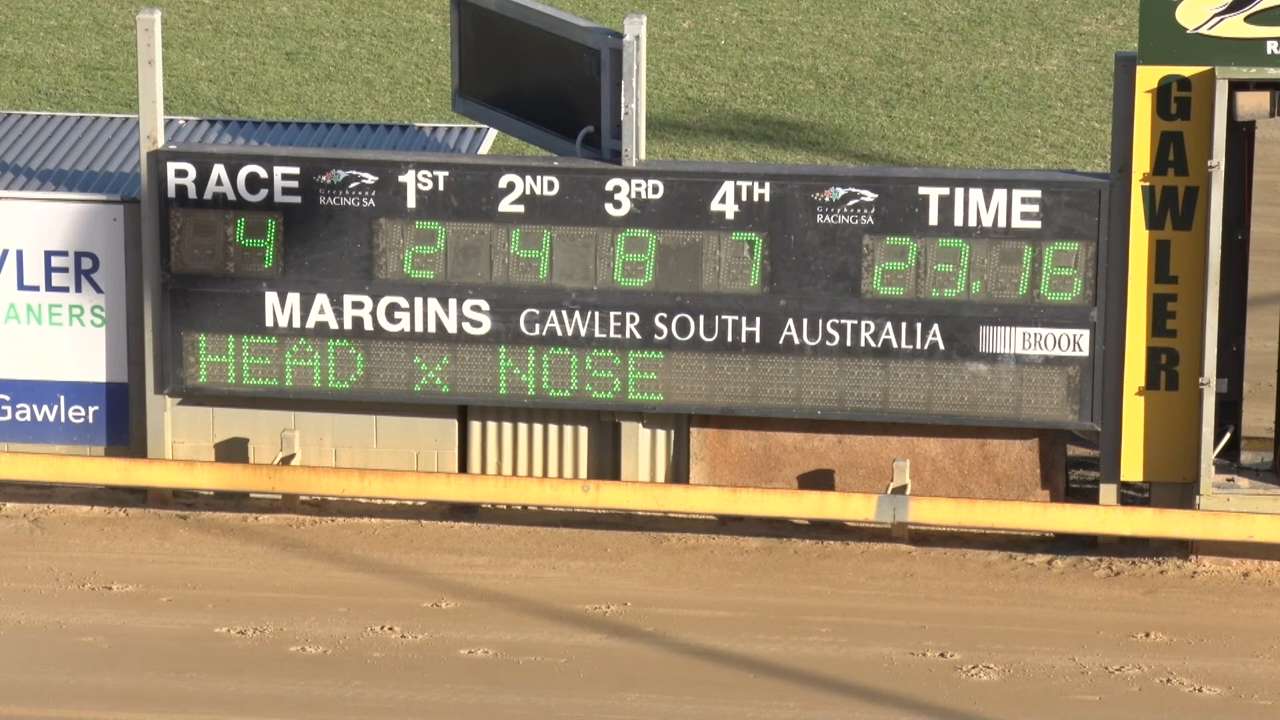 RACE
Greyhound
RACING SA
1ST
2ND
3RD
4TH
Greyhound
RACING SA
TIME
4
2
4
8
7
23.16
MARGINS
GAWLER SOUTH AUSTRALIA
BROOK
HEAD x NOSE
LER
ANERS
Gawler
GAWLER